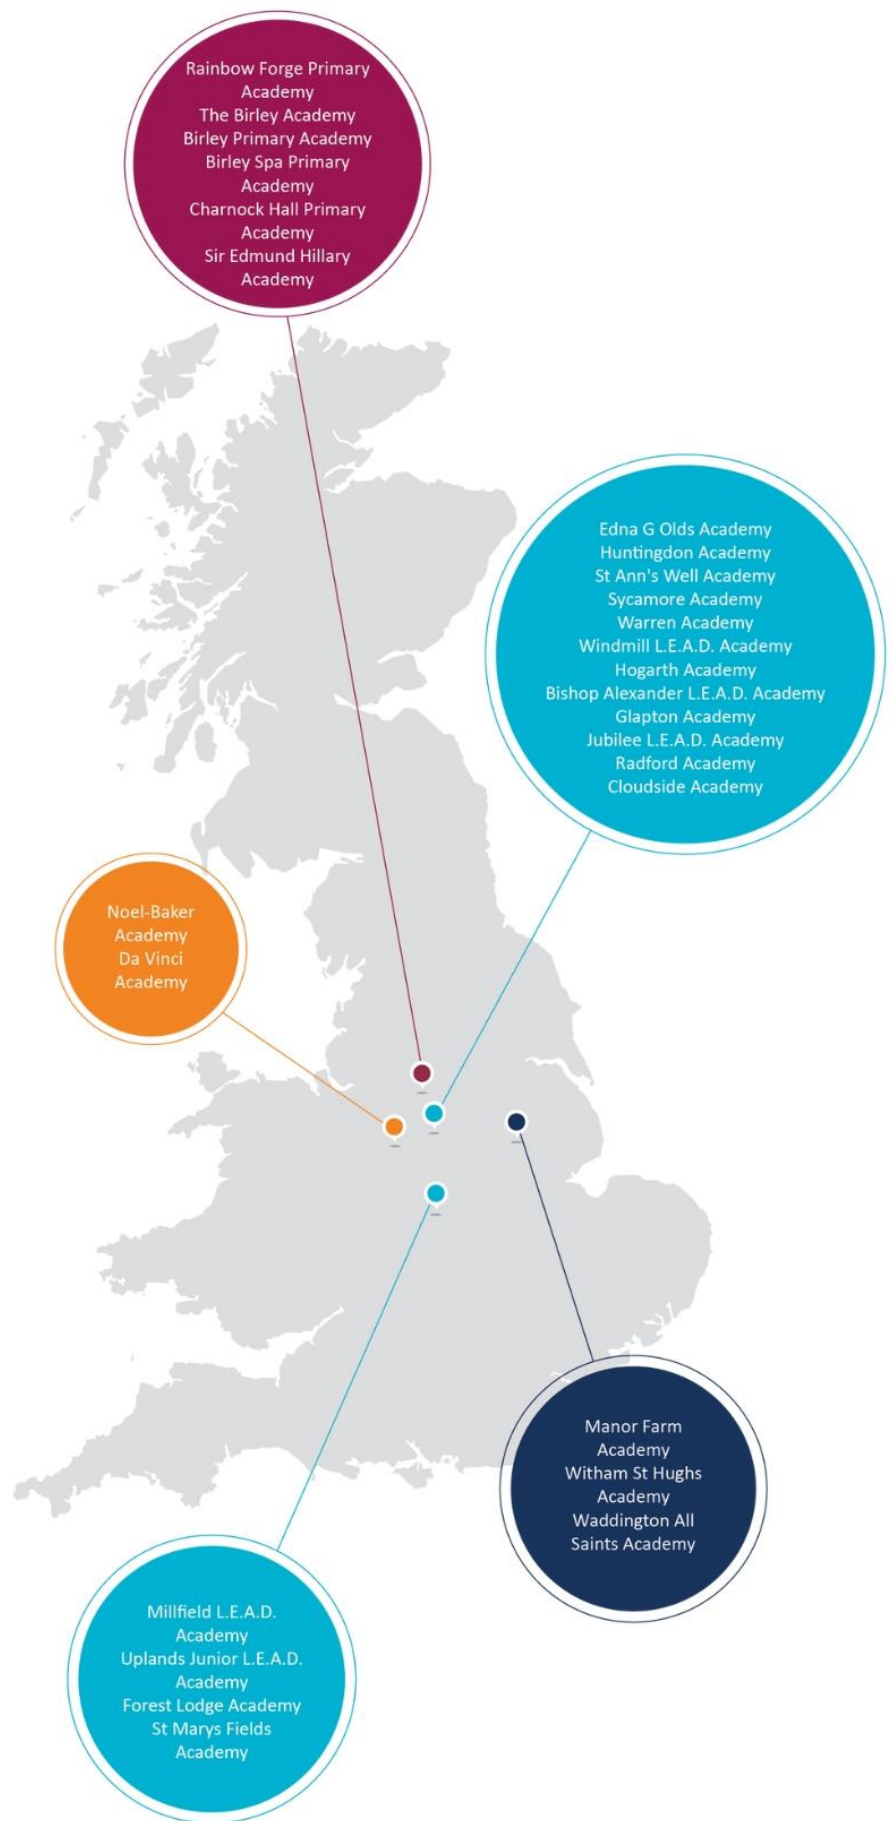 Rainbow Forge Primary
Academy
The Birley Academy
Birley Primary Academy
Birley Spa Primary
Academy
Charnock Hall Primary
Academy
Sir Edmund Hillary
Academy
Edna G Olds Academy
Huntingdon Academy
St Ann's Well Academy
Sycamore Academy
Warren Academy
Windmill L.E.A.D. Academy
Hogarth Academy
Bishop Alexander L.E.A.D. Academy
Glapton Academy
Jubilee L.E.A.D. Academy
Radford Academy
Cloudside Academy
Noel-Baker
Academy
Da Vinci
Academy
Manor Farm
Academy
Witham St Hughs
Academy
Waddington All
Saints Academy
Millfield L.E.A.D.
Academy
Uplands Junior L.E.A.D.
Academy
Forest Lodge Academy
St Marys Fields
Academy